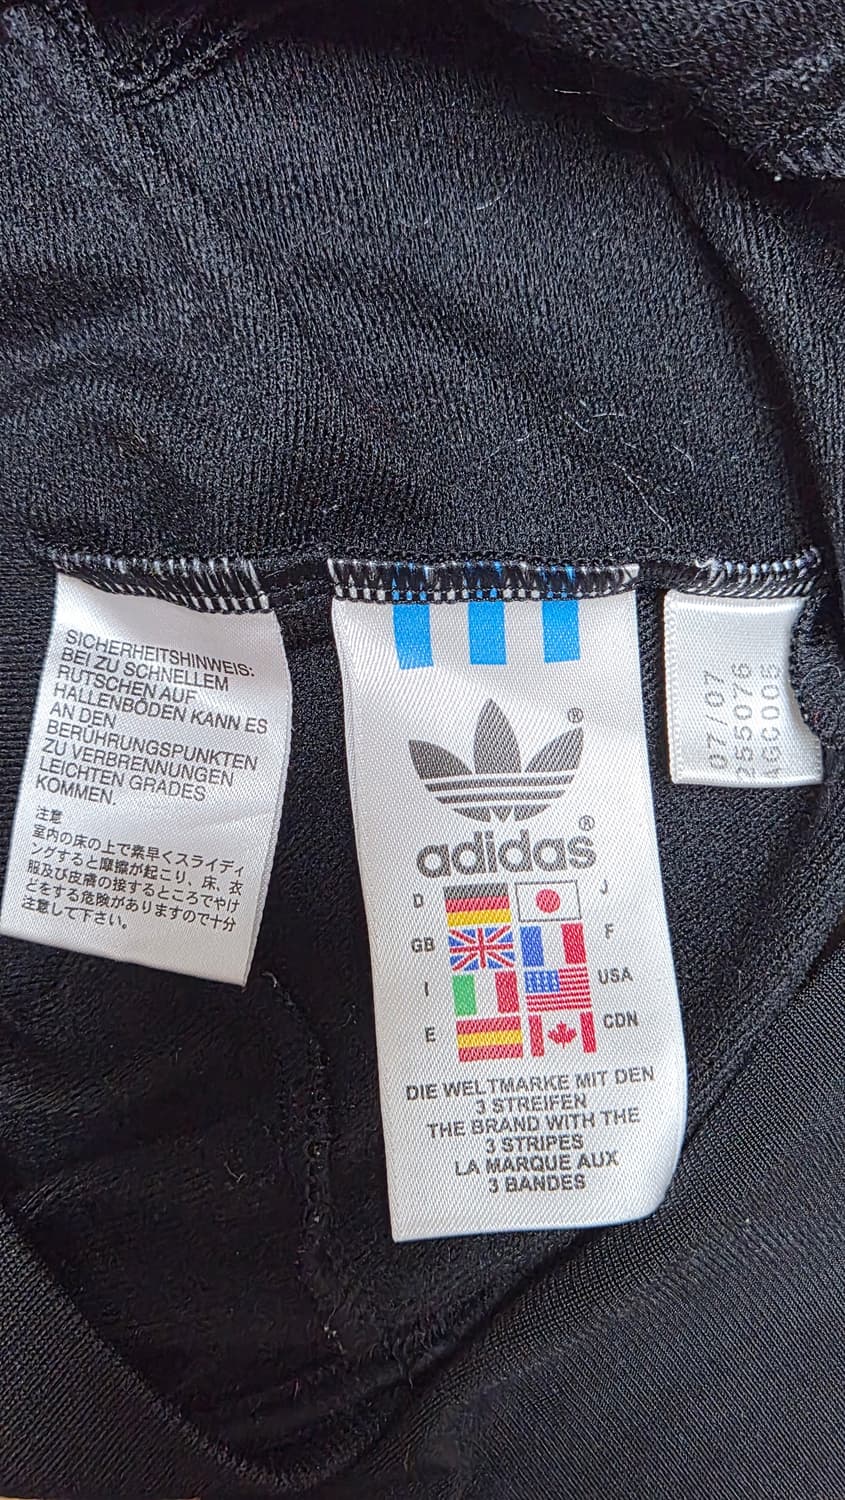 SICHERHEITSHINWEIS:
BEI ZU SCHNELLEM
RUTSCHEN AUF
HALLENBÖDEN KANN ES
AN DEN
BERÜHRUNGSPUNKTEN
ZU VERBRENNUNGEN
LEICHTEN GRADES
KOMMEN.
注意
室内の床の上で素早くスライディ
ングすると摩擦が起こり、床、衣
服及び皮膚の接するところでやけ
どをする危険がありますので十分
注意して下さい。
®
adidas®
D J
GB F
I USA
E CDN
DIE WELTMARKE MIT DEN
3 STREIFEN
THE BRAND WITH THE
3 STRIPES
LA MARQUE AUX
3 BANDES
07/07
255076